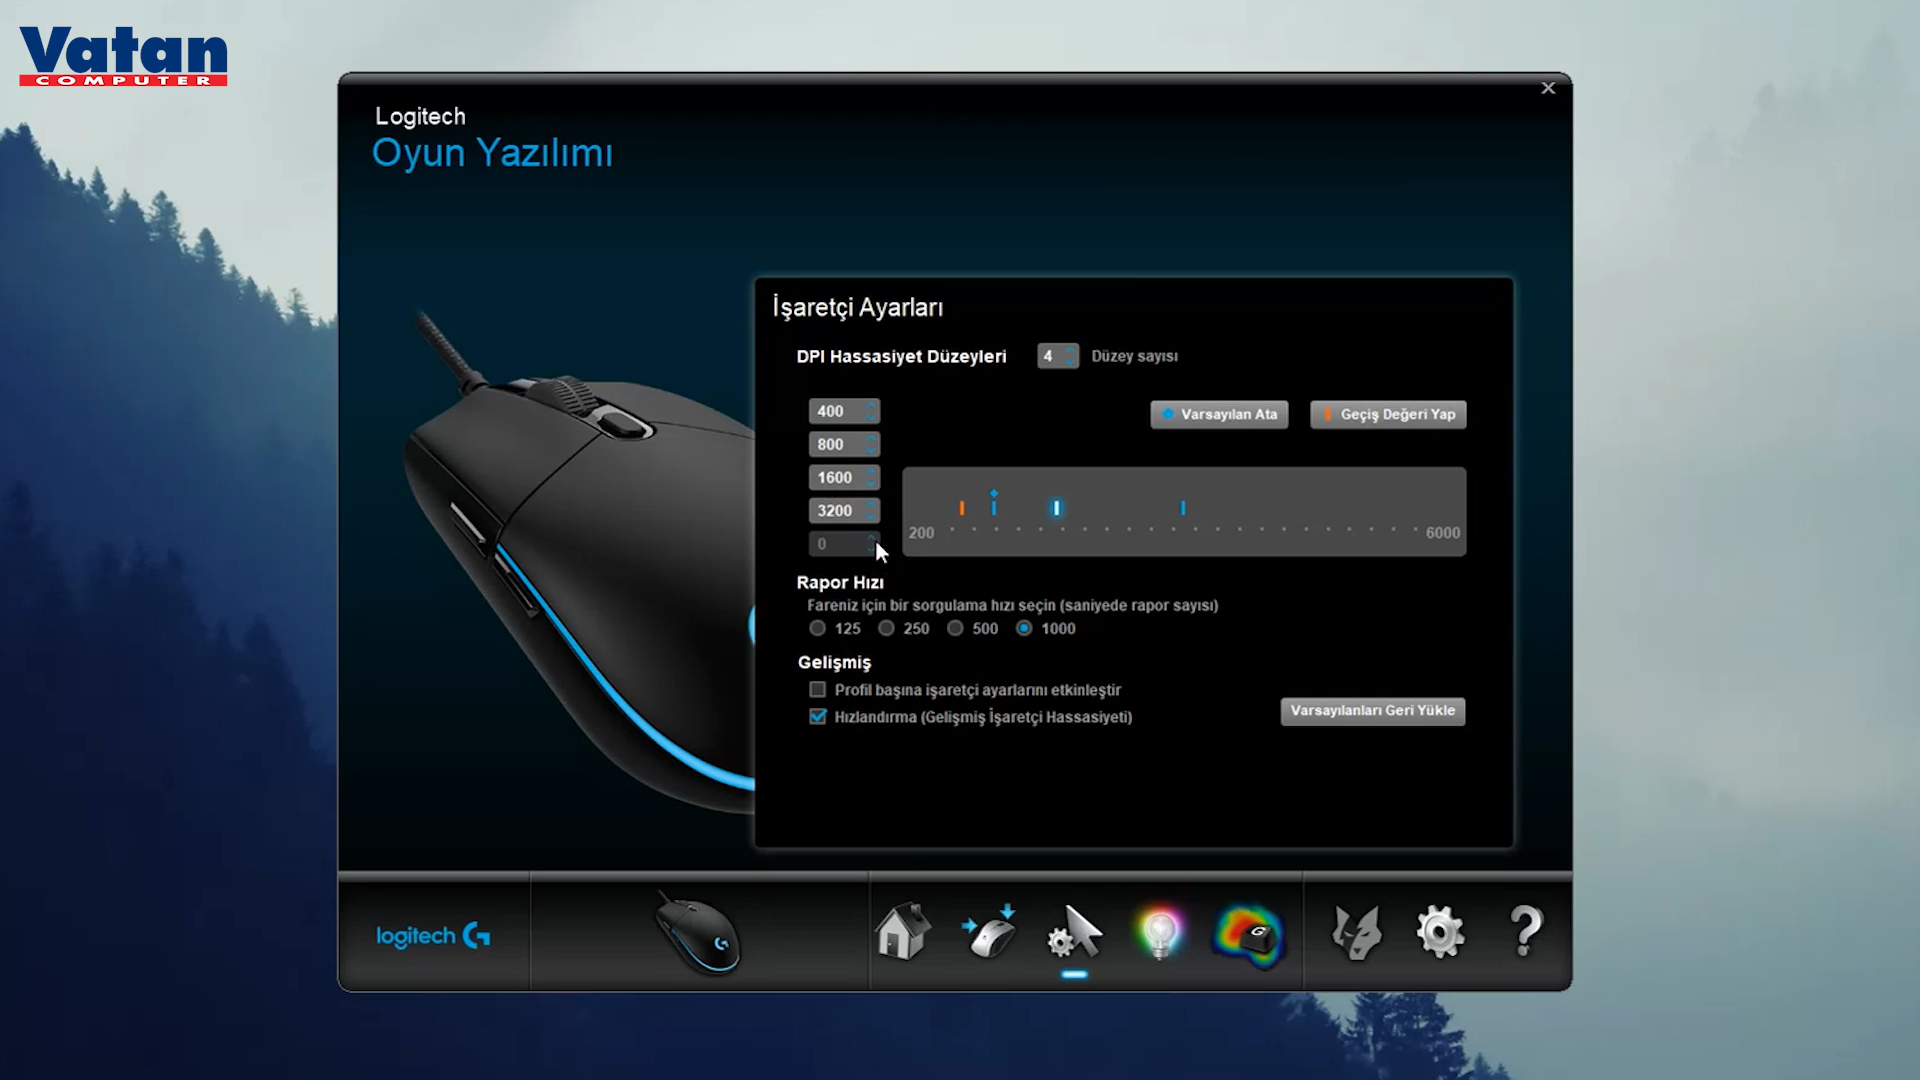 Vatan
COMPUTER
Logitech
Oyun Yazılımı
İşaretçi Ayarları
DPI Hassasiyet Düzeyleri 4 Düzey sayısı
400
800
1600
3200
0
Varsayılan Ata
Geçiş Değeri Yap
200 6000
Rapor Hızı
Fareniz için bir sorgulama hızı seçin (saniyede rapor sayısı)
125 250 500 1000
Gelişmiş
Profil başına işaretçi ayarlarını etkinleştir
Hızlandırma (Gelişmiş İşaretçi Hassasiyeti)
Varsayılanları Geri Yükle
logitech G